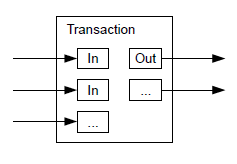 Transaction
In Out
In ...
...